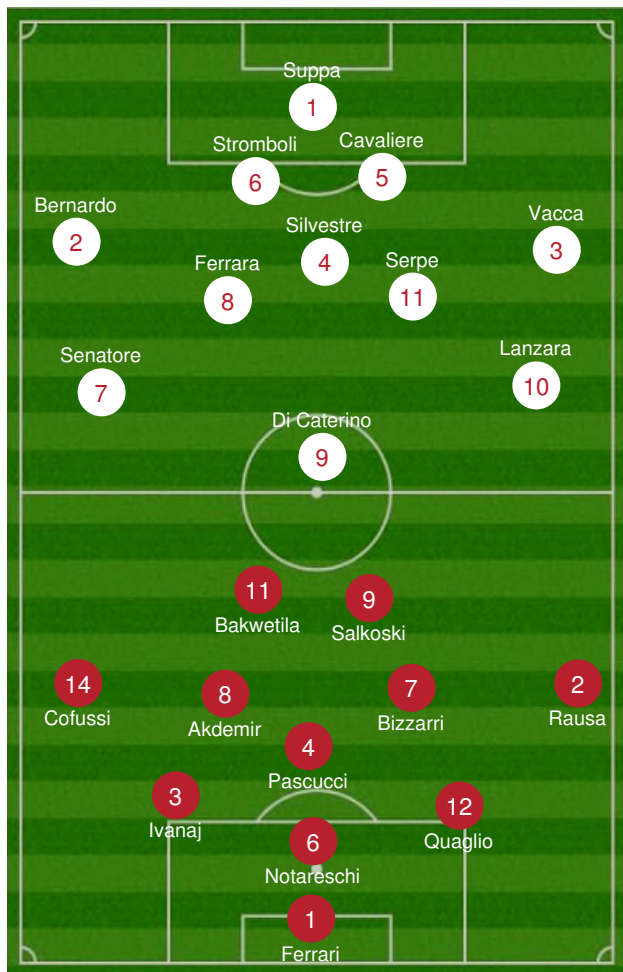 Suppa
1
Stromboli
Cavaliere
6
5
Bernardo
Vacca
2
3
Silvestre
4
Ferrara
Serpe
8
11
Senatore
Lanzara
7
10
Di Caterino
9
11
9
Bakwetila
Salkoski
14
8
7
2
Cofussi
Akdemir
Bizzarri
Rausa
4
Pascucci
3
12
Ivanaj
Quaglio
6
Notareschi
1
Ferrari